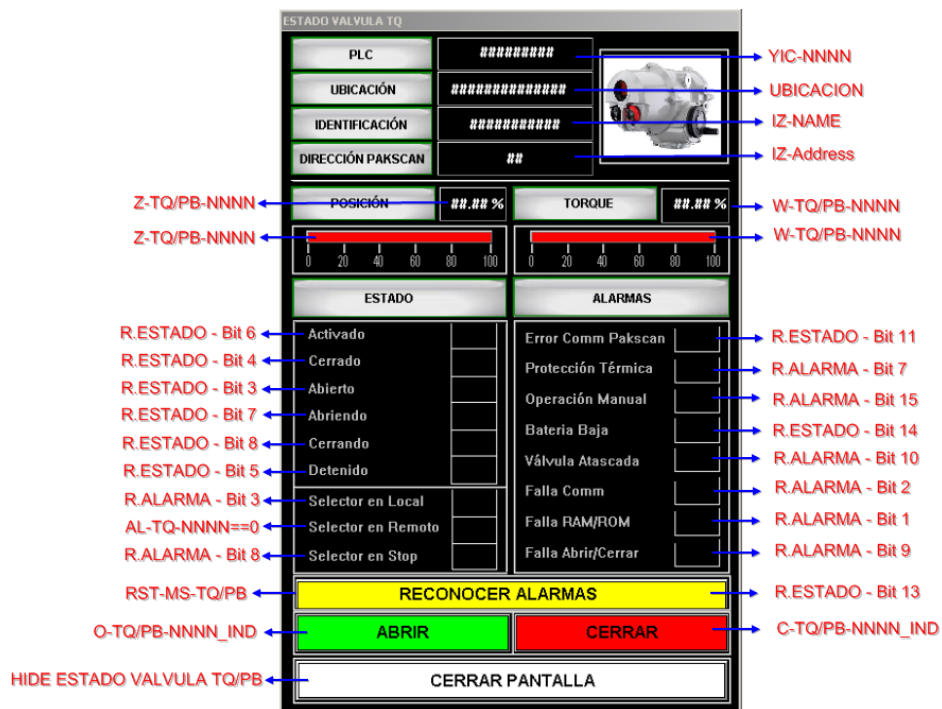 ESTADO VALVULA TQ
PLC ######### YIC-NNNN
UBICACIÓN ############## UBICACION
IDENTIFICACIÓN ########### IZ-NAME
DIRECCIÓN PAKSCAN ## IZ-Address
Z-TQ/PB-NNNN POSICIÓN ##.## % TORQUE ##.## % W-TQ/PB-NNNN
Z-TQ/PB-NNNN W-TQ/PB-NNNN
0 20 40 60 80 100 0 20 40 60 80 100
ESTADO ALARMAS
R.ESTADO - Bit 6 Activado Error Comm Pakscan R.ESTADO - Bit 11
R.ESTADO - Bit 4 Cerrado Protección Térmica R.ALARMA - Bit 7
R.ESTADO - Bit 3 Abierto Operación Manual R.ALARMA - Bit 15
R.ESTADO - Bit 7 Abriendo Bateria Baja R.ESTADO - Bit 14
R.ESTADO - Bit 8 Cerrando Válvula Atascada R.ALARMA - Bit 10
R.ESTADO - Bit 5 Detenido Falla Comm R.ALARMA - Bit 2
R.ALARMA - Bit 3 Selector en Local Falla RAM/ROM R.ALARMA - Bit 1
AL-TQ-NNNN==0 Selector en Remoto Falla Abrir/Cerrar R.ALARMA - Bit 9
R.ALARMA - Bit 8 Selector en Stop
RST-MS-TQ/PB RECONOCER ALARMAS R.ESTADO - Bit 13
O-TQ/PB-NNNN_IND ABRIR CERRAR C-TQ/PB-NNNN_IND
HIDE ESTADO VALVULA TQ/PB CERRAR PANTALLA